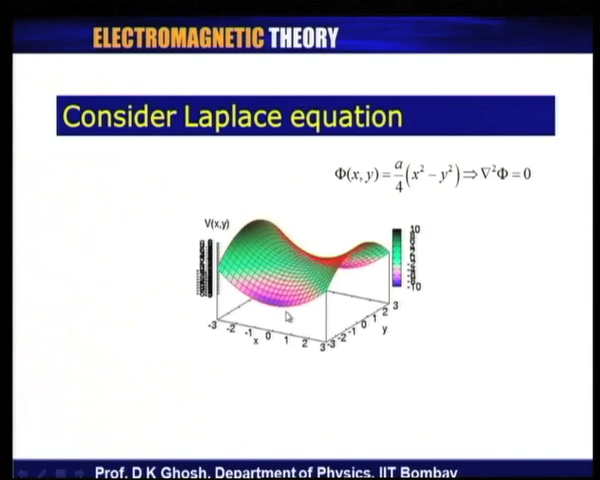 ELECTROMAGNETIC THEORY
Consider Laplace equation
Φ(x, y) = a/4 (x² − y²) ⇒ ∇²Φ = 0
V(x,y)
10
-10
-3 -2 -1 0 1 2 3
x
-3 -2 -1 0 1 2 3
y
Prof. D K Ghosh, Department of Physics, IIT Bombay